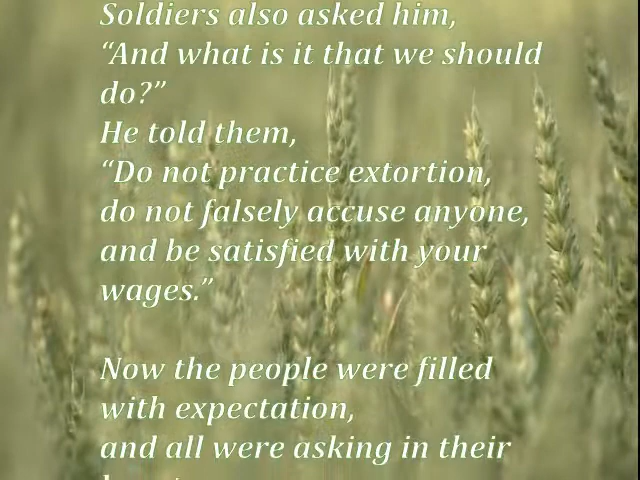 Soldiers also asked him,
“And what is it that we should
do?”
He told them,
“Do not practice extortion,
do not falsely accuse anyone,
and be satisfied with your
wages.”
Now the people were filled
with expectation,
and all were asking in their